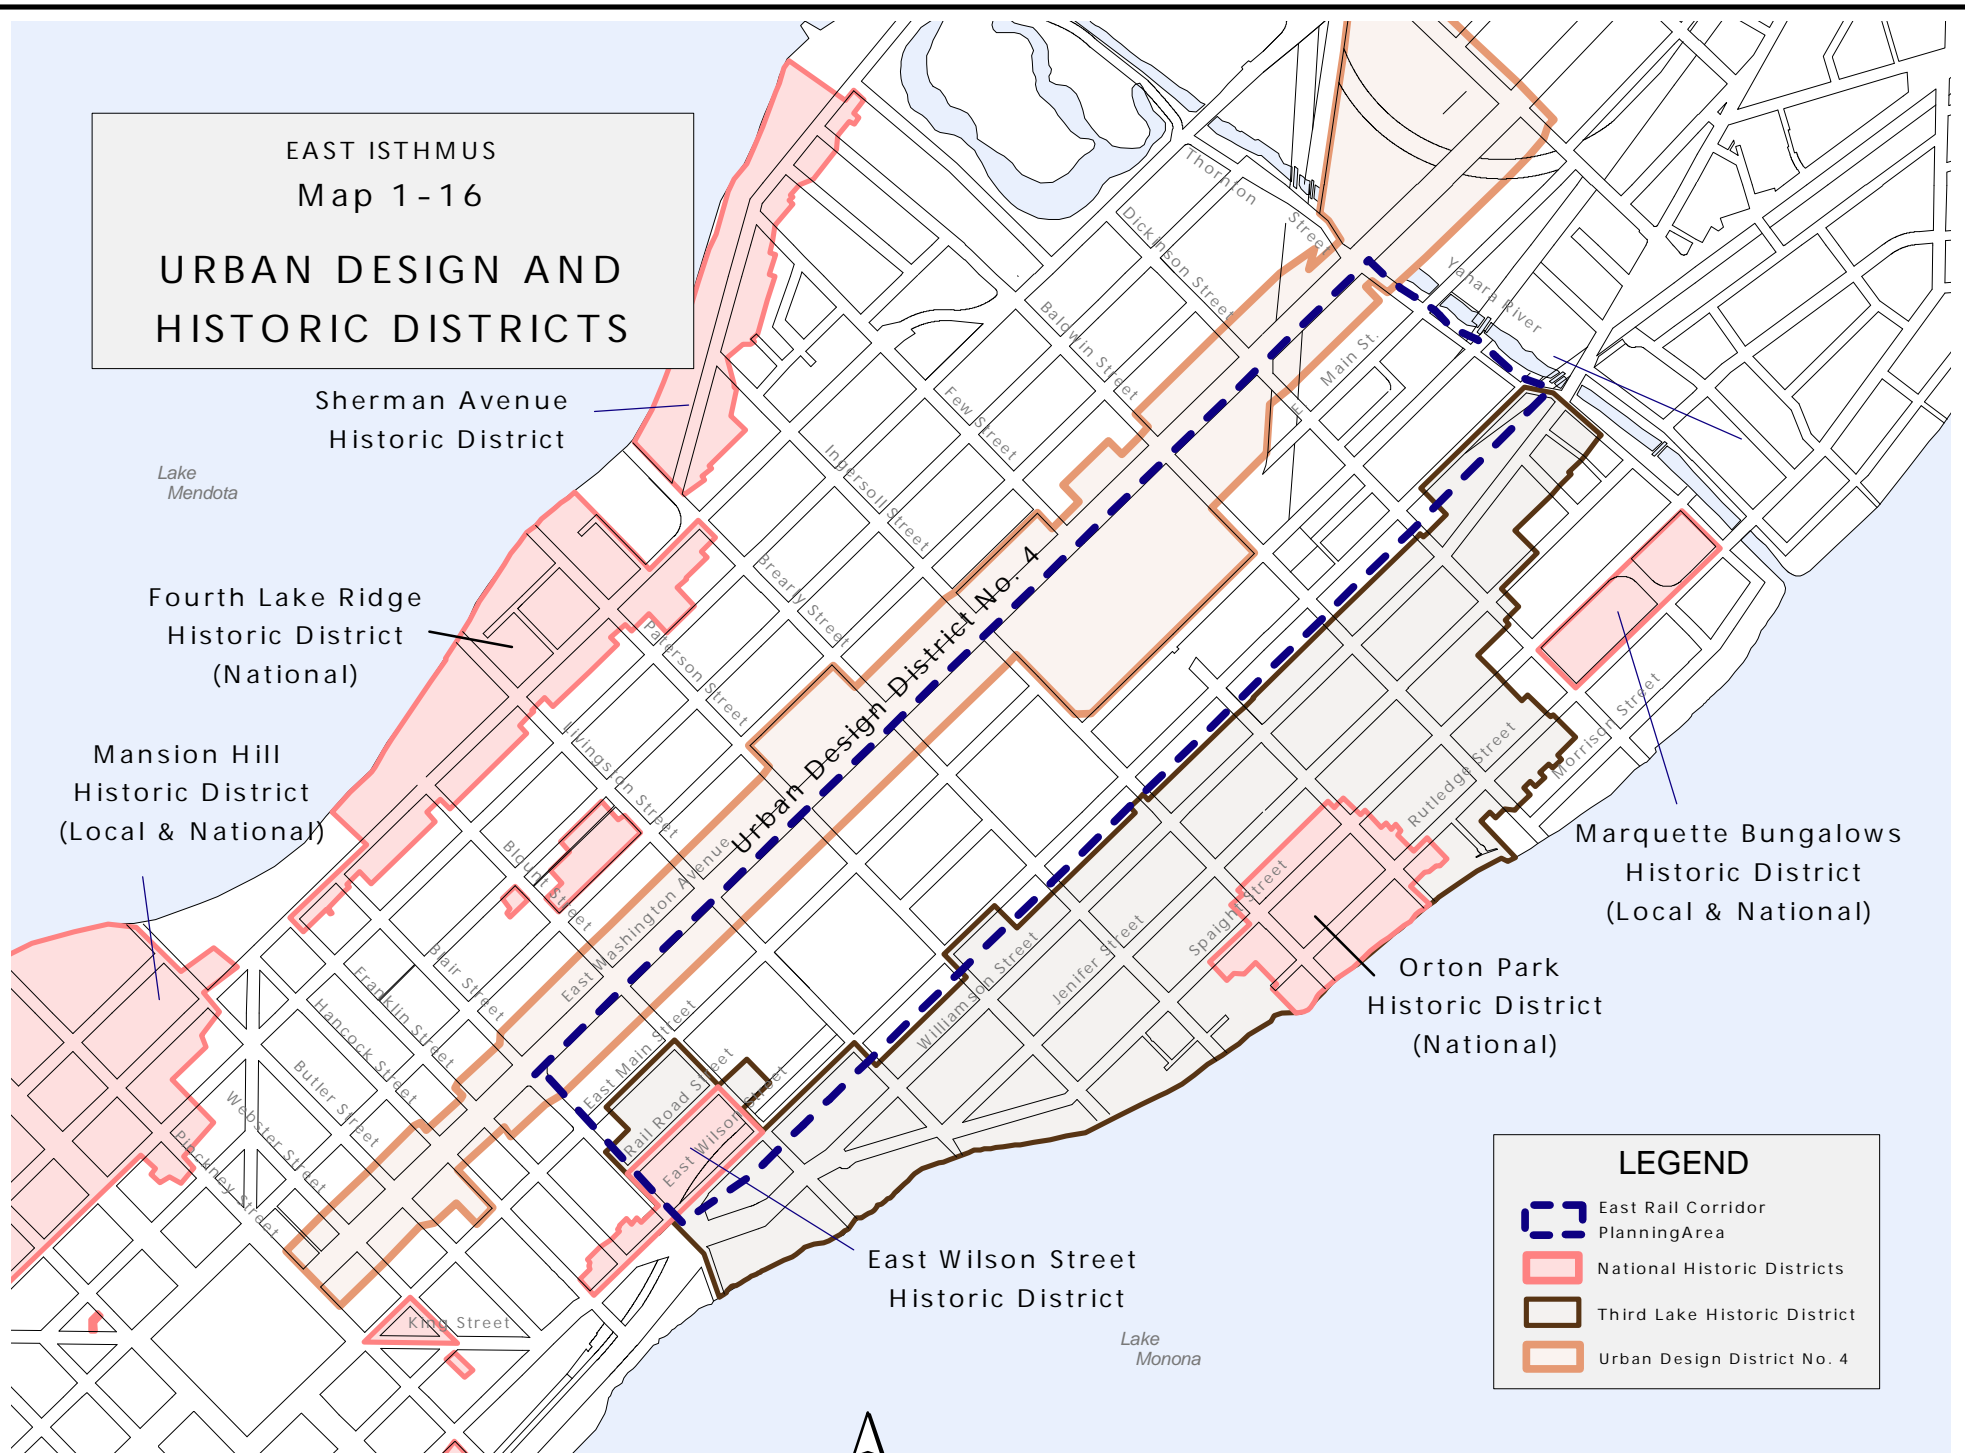 EAST ISTHMUS
Map 1-16
URBAN DESIGN AND
HISTORIC DISTRICTS
Sherman Avenue
Historic District
Lake
Mendota
Fourth Lake Ridge
Historic District
(National)
Mansion Hill
Historic District
(Local & National)
Thornton Street
Dickinson Street
Baldwin Street
Few Street
Ingersoll Street
Brearly Street
Paterson Street
Livingston Street
Blount Street
Blair Street
Franklin Street
Hancock Street
Butler Street
Webster Street
Pinckney Street
King Street
East Washington Avenue
Urban Design District No. 4
E. Main St.
Yahara River
East Main Street
Rail Road Street
East Wilson Street
Williamson Street
Jenifer Street
Spaight Street
Rutledge Street
Morrison Street
Marquette Bungalows
Historic District
(Local & National)
Orton Park
Historic District
(National)
East Wilson Street
Historic District
Lake
Monona
LEGEND
East Rail Corridor
PlanningArea
National Historic Districts
Third Lake Historic District
Urban Design District No. 4